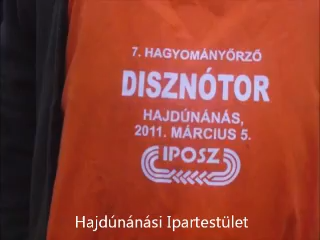 7. HAGYOMÁNYŐRZŐ
DISZNÓTOR
HAJDÚNÁNÁS,
2011. MÁRCIUS 5.
IPOSZ
Hajdúnánási Ipartestület